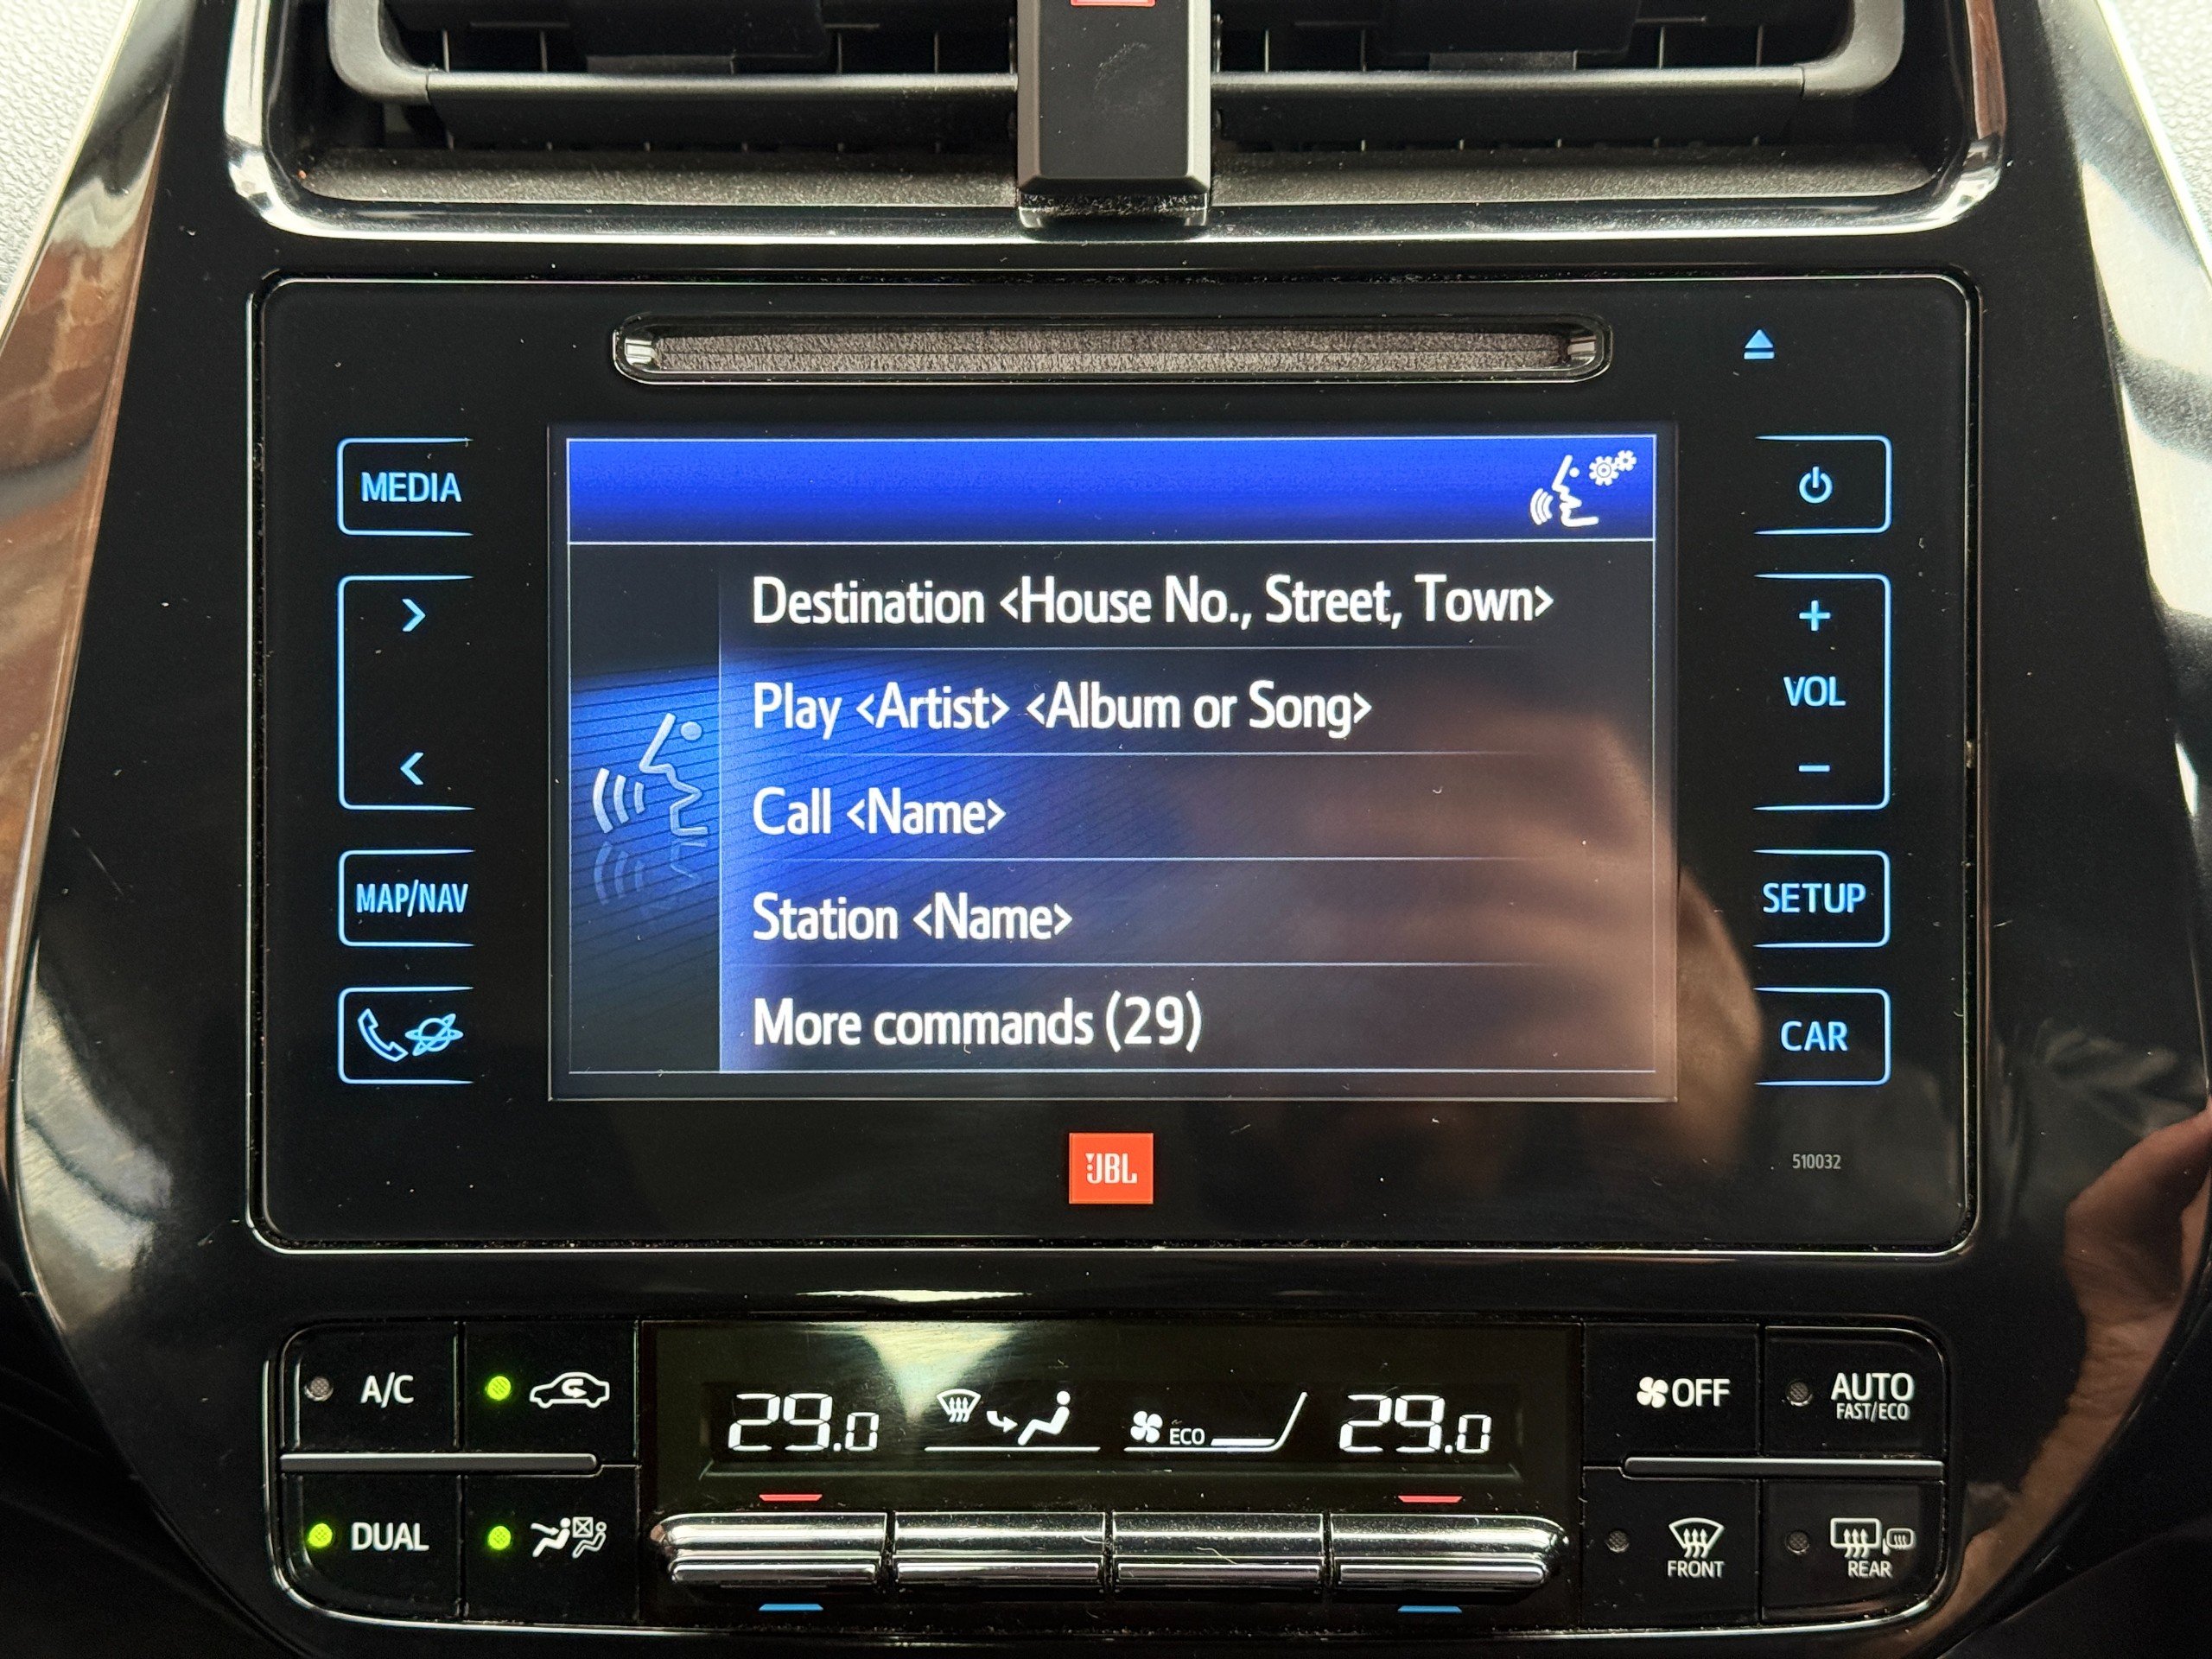 MEDIA
MAP/NAV
Destination <House No., Street, Town>
Play <Artist> <Album or Song>
Call <Name>
Station <Name>
More commands (29)
+
VOL
-
SETUP
CAR
JBL
510032
A/C
DUAL
29.0
ECO
29.0
OFF
AUTO
FAST/ECO
FRONT
REAR